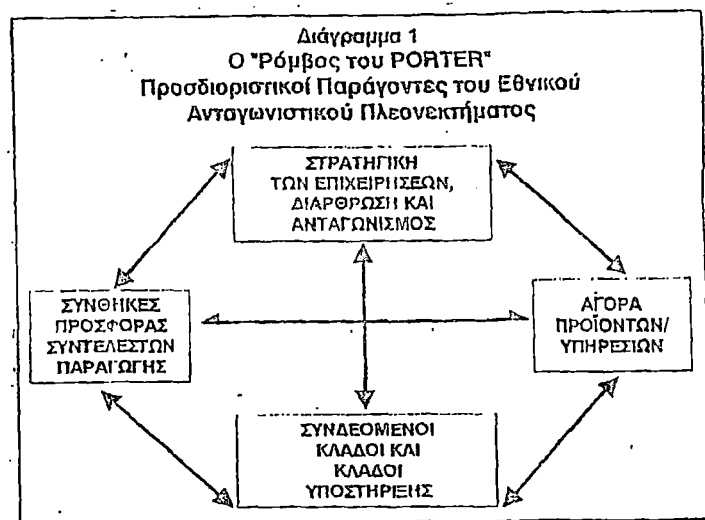 Διάγραμμα 1
Ο "Ρόμβος του PORTER"
Προσδιοριστικοί Παράγοντες του Εθνικού
Ανταγωνιστικού Πλεονεκτήματος
ΣΤΡΑΤΗΓΙΚΗ
ΤΩΝ ΕΠΙΧΕΙΡΗΣΕΩΝ,
ΔΙΑΡΘΡΩΣΗ ΚΑΙ
ΑΝΤΑΓΩΝΙΣΜΟΣ
ΣΥΝΘΗΚΕΣ
ΠΡΟΣΦΟΡΑΣ
ΣΥΝΤΕΛΕΣΤΩΝ
ΠΑΡΑΓΩΓΗΣ
ΑΓΟΡΑ
ΠΡΟΪΟΝΤΩΝ/
ΥΠΗΡΕΣΙΩΝ
ΣΥΝΔΕΟΜΕΝΟΙ
ΚΛΑΔΟΙ ΚΑΙ
ΚΛΑΔΟΙ
ΥΠΟΣΤΗΡΙΞΗΣ